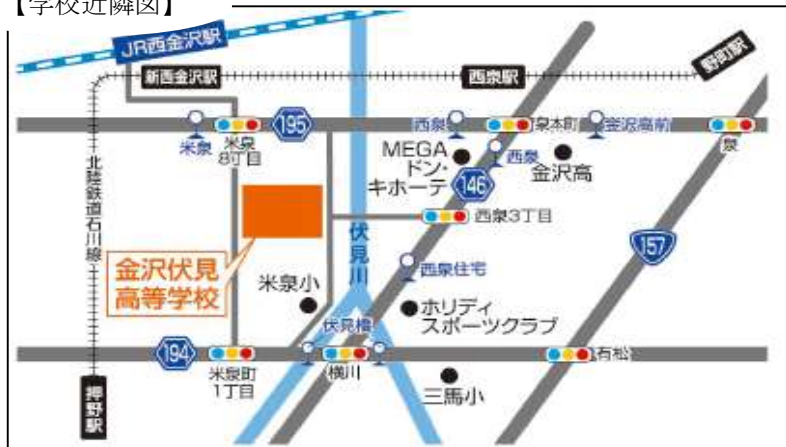 【学校近隣図】
JR西金沢駅
新西金沢駅
西泉駅
野町駅
195
西泉
泉本町
金沢高前
米泉
米泉
8丁目
MEGA
ドン・
キホーテ
西泉
金沢高
泉
146
北陸鉄道石川線
西泉3丁目
伏見川
157
金沢伏見
高等学校
西泉住宅
米泉小
ホリディ
スポーツクラブ
伏見橋
194
米泉町
1丁目
横川
有松
三馬小
押野駅